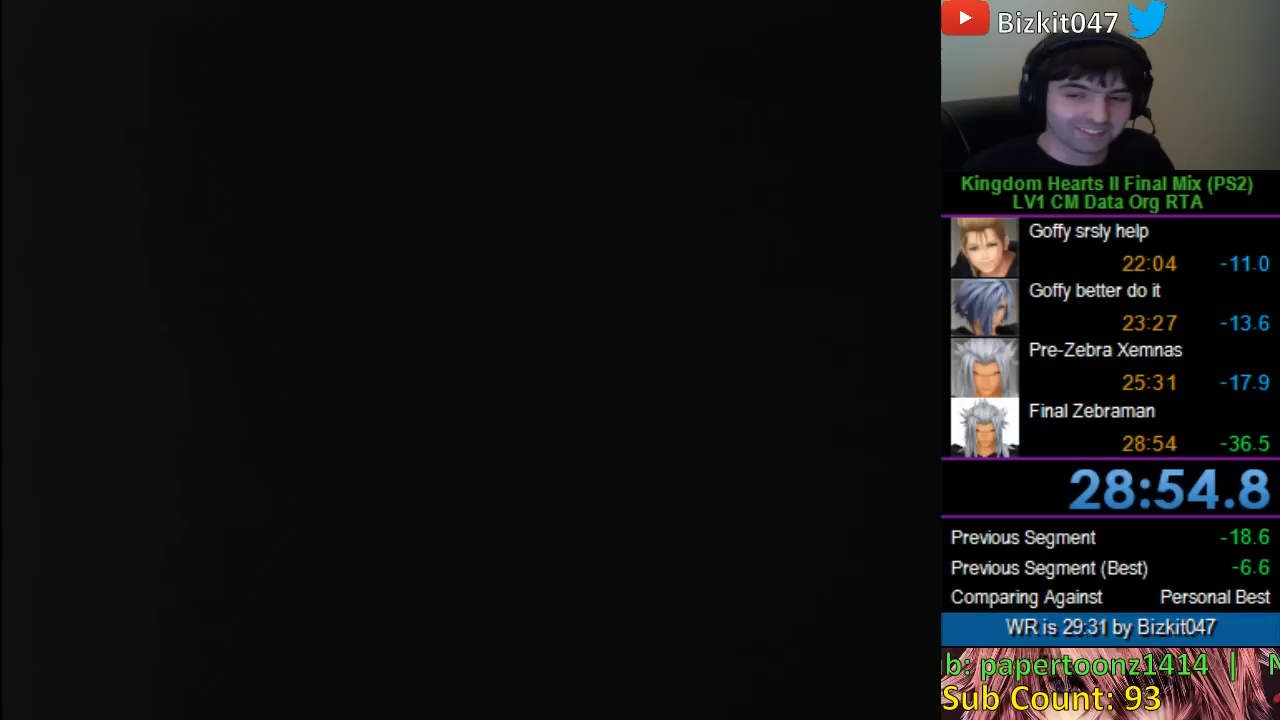 Bizkit047
Kingdom Hearts II Final Mix (PS2)
LV1 CM Data Org RTA
Goffy srsly help
22:04 -11.0
Goffy better do it
23:27 -13.6
Pre-Zebra Xemnas
25:31 -17.9
Final Zebraman
28:54 -36.5
28:54.8
Previous Segment -18.6
Previous Segment (Best) -6.6
Comparing Against Personal Best
WR is 29:31 by Bizkit047
b: papertoonz1414 |
Sub Count: 93